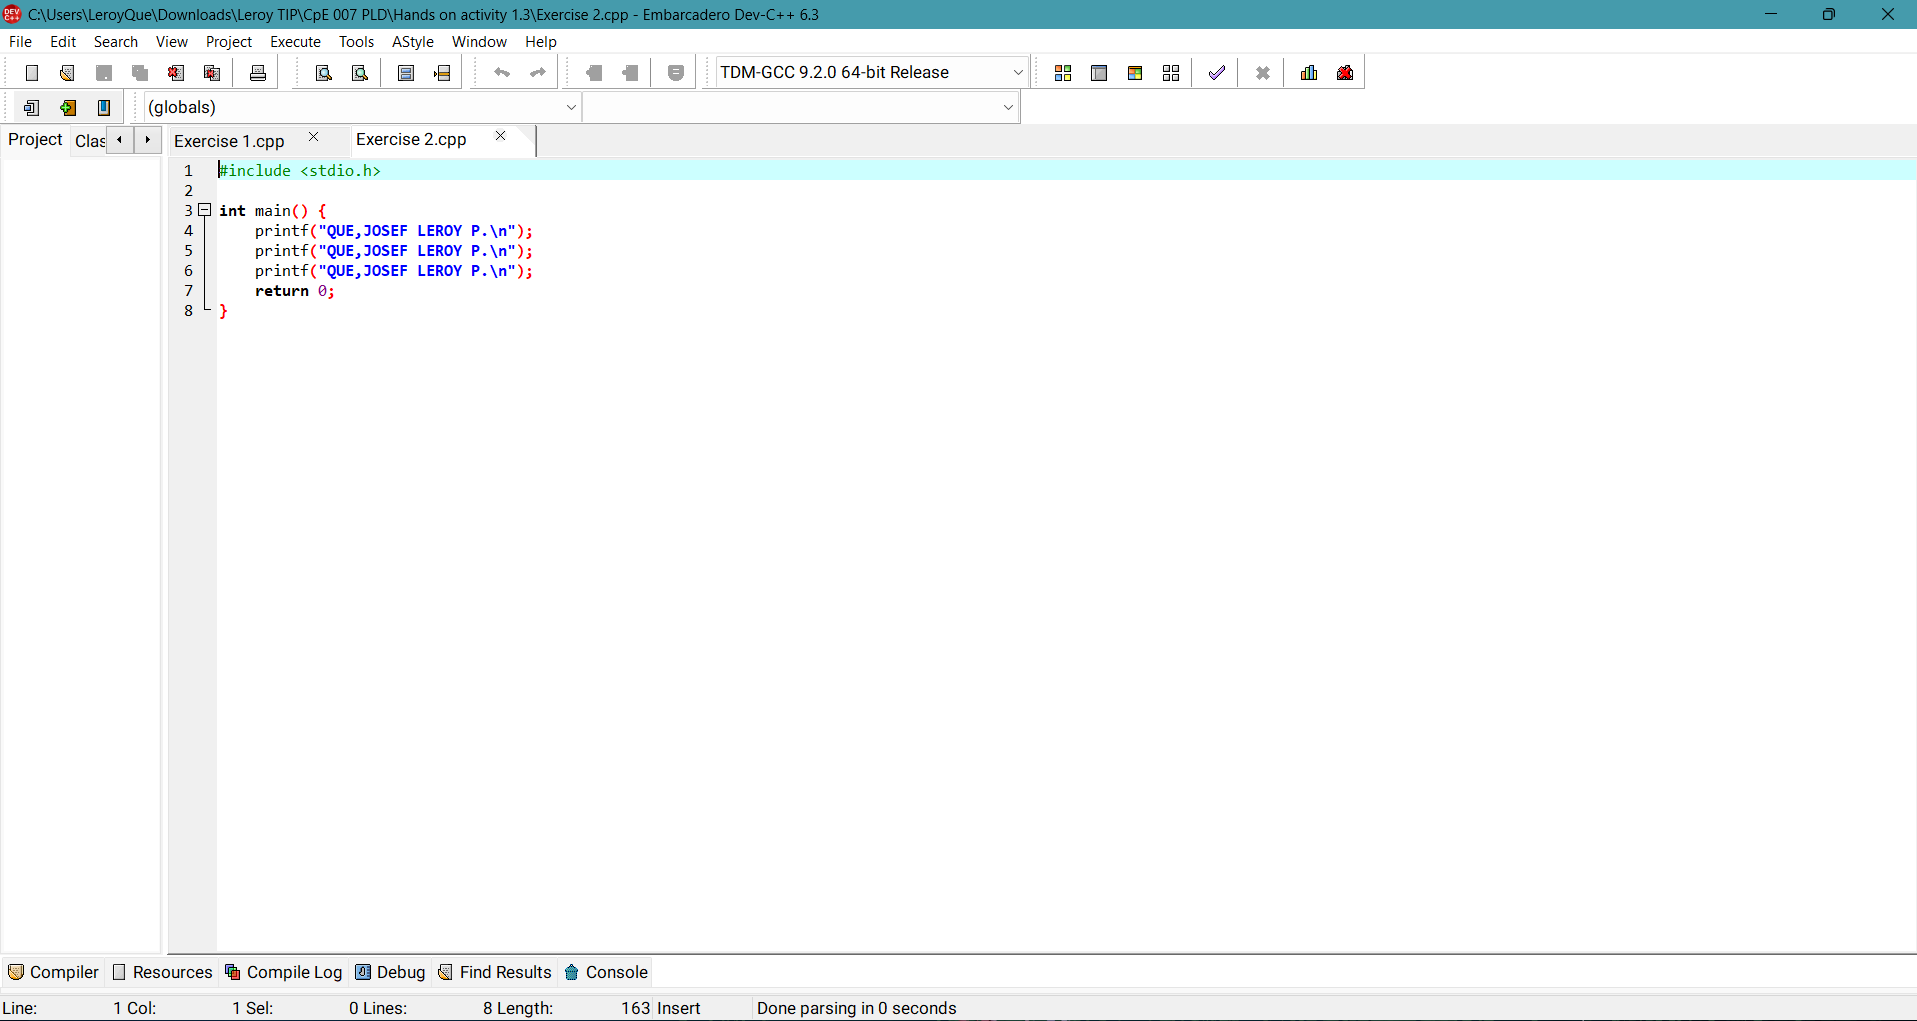 C:\Users\LeroyQue\Downloads\Leroy TIP\CpE 007 PLD\Hands on activity 1.3\Exercise 2.cpp - Embarcadero Dev-C++ 6.3
File Edit Search View Project Execute Tools AStyle Window Help
TDM-GCC 9.2.0 64-bit Release
(globals)
Project Clas Exercise 1.cpp Exercise 2.cpp
1 #include <stdio.h>
2
3 int main() {
4 printf("QUE,JOSEF LEROY P.\n");
5 printf("QUE,JOSEF LEROY P.\n");
6 printf("QUE,JOSEF LEROY P.\n");
7 return 0;
8 }
Compiler Resources Compile Log Debug Find Results Console
Line: 1 Col: 1 Sel: 0 Lines: 8 Length: 163 Insert Done parsing in 0 seconds